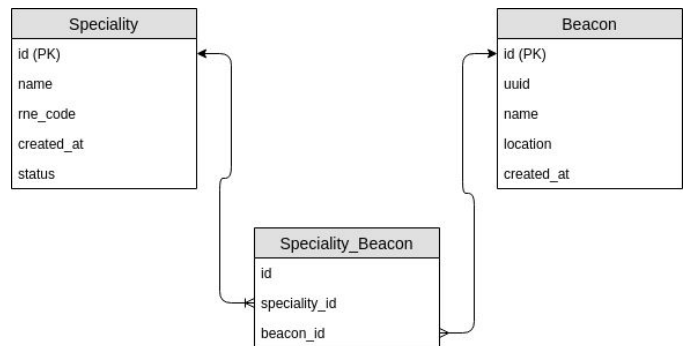 Speciality
id (PK)
name
rne_code
created_at
status
Beacon
id (PK)
uuid
name
location
created_at
Speciality_Beacon
id
speciality_id
beacon_id